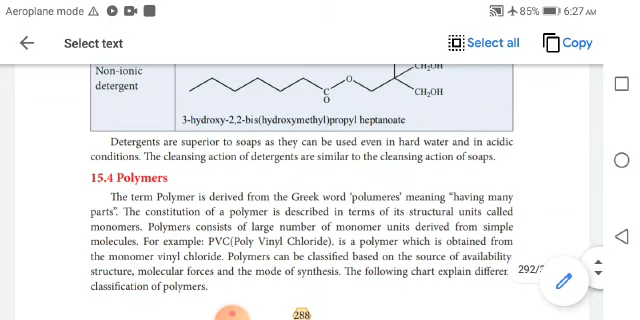 Aeroplane mode
85% 6:27 AM
Select text
Select all
Copy
Non-ionic
detergent
CH₂OH
O
CH₂OH
C
O
3-hydroxy-2,2-bis(hydroxymethyl)propyl heptanoate
Detergents are superior to soaps as they can be used even in hard water and in acidic
conditions. The cleansing action of detergents are similar to the cleansing action of soaps.
15.4 Polymers
The term Polymer is derived from the Greek word 'polumeres' meaning "having many
parts". The constitution of a polymer is described in terms of its structural units called
monomers. Polymers consists of large number of monomer units derived from simple
molecules. For example: PVC(Poly Vinyl Chloride). is a polymer which is obtained from
the monomer vinyl chloride. Polymers can be classified based on the source of availability
structure, molecular forces and the mode of synthesis. The following chart explain differen
classification of polymers.
292/
288